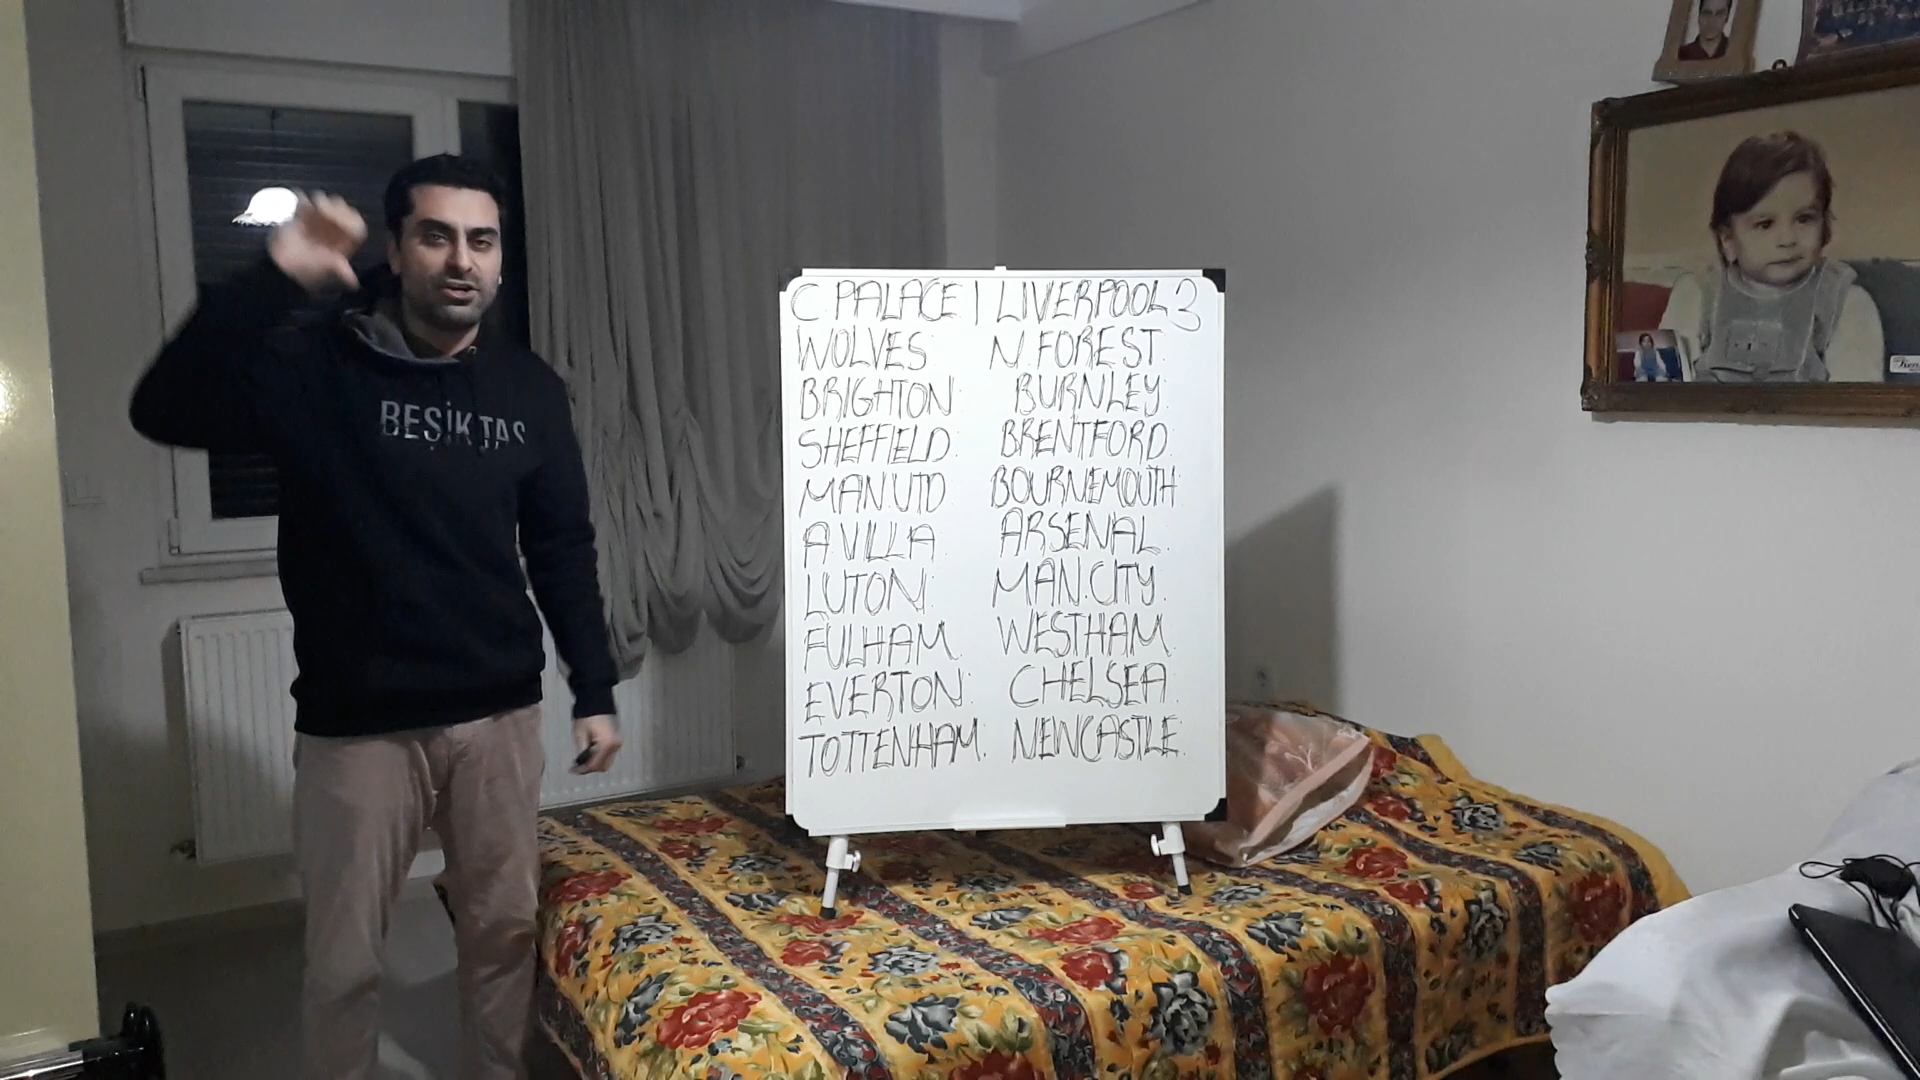 BEŞİKTAŞ
C. PALACE 1 LIVERPOOL 3
WOLVES N. FOREST.
BRIGHTON. BURNLEY.
SHEFFIELD. BRENTFORD.
MAN.UTD BOURNEMOUTH.
A VILLA. ARSENAL.
LUTON. MAN.CITY.
FULHAM. WESTHAM.
EVERTON. CHELSEA.
TOTTENHAM. NEWCASTLE.